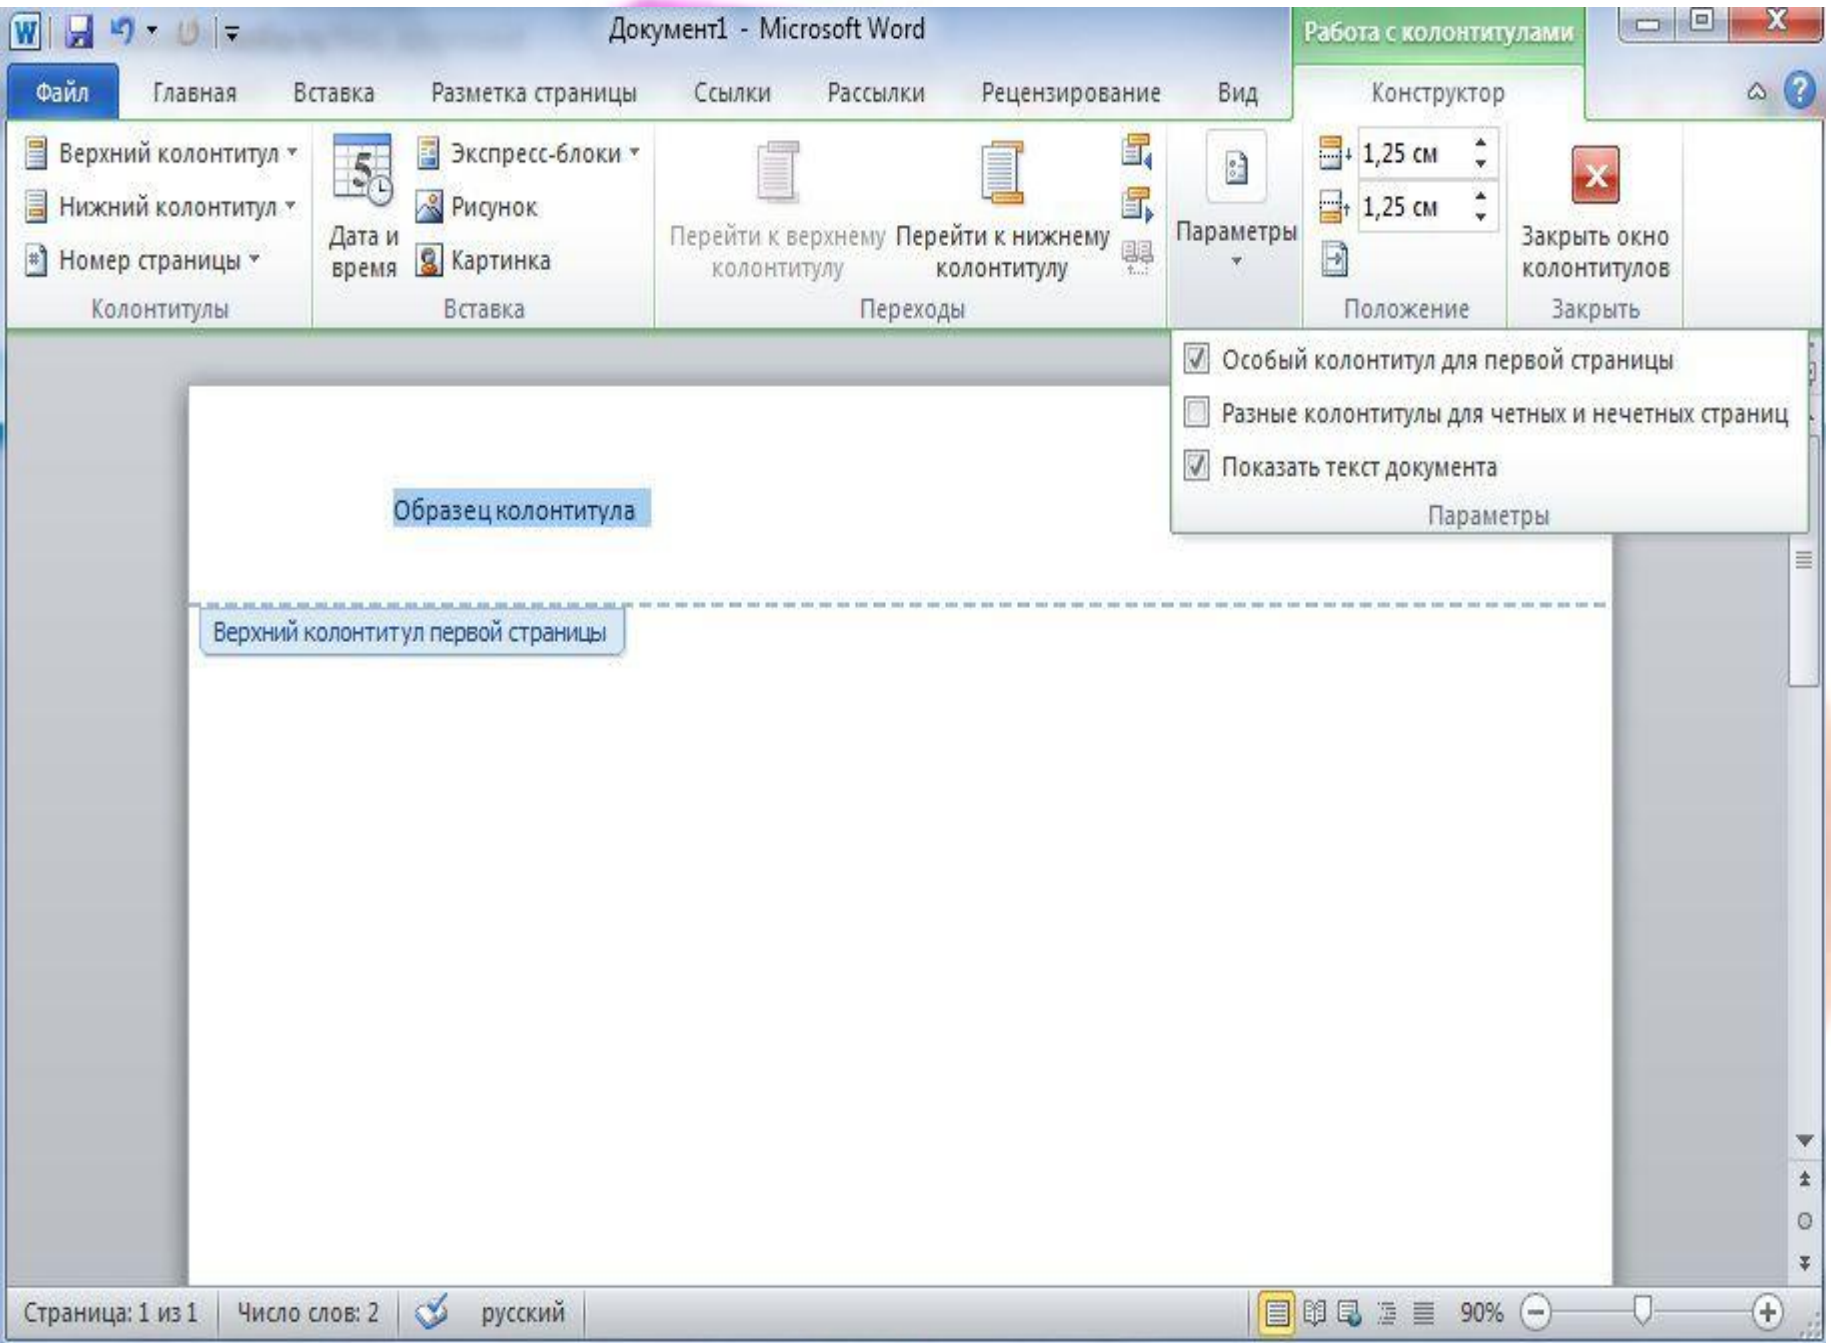 Документ1 - Microsoft Word
Работа с колонтитулами
Файл Главная Вставка Разметка страницы Ссылки Рассылки Рецензирование Вид Конструктор
Верхний колонтитул
Нижний колонтитул
Номер страницы
Колонтитулы
Дата и
время
Экспресс-блоки
Рисунок
Картинка
Вставка
Перейти к верхнему
колонтитулу
Перейти к нижнему
колонтитулу
Переходы
Параметры
1,25 см
1,25 см
Положение
Закрыть окно
колонтитулов
Закрыть
Особый колонтитул для первой страницы
Разные колонтитулы для четных и нечетных страниц
Показать текст документа
Параметры
Образец колонтитула
Верхний колонтитул первой страницы
Страница: 1 из 1 Число слов: 2 русский 90%